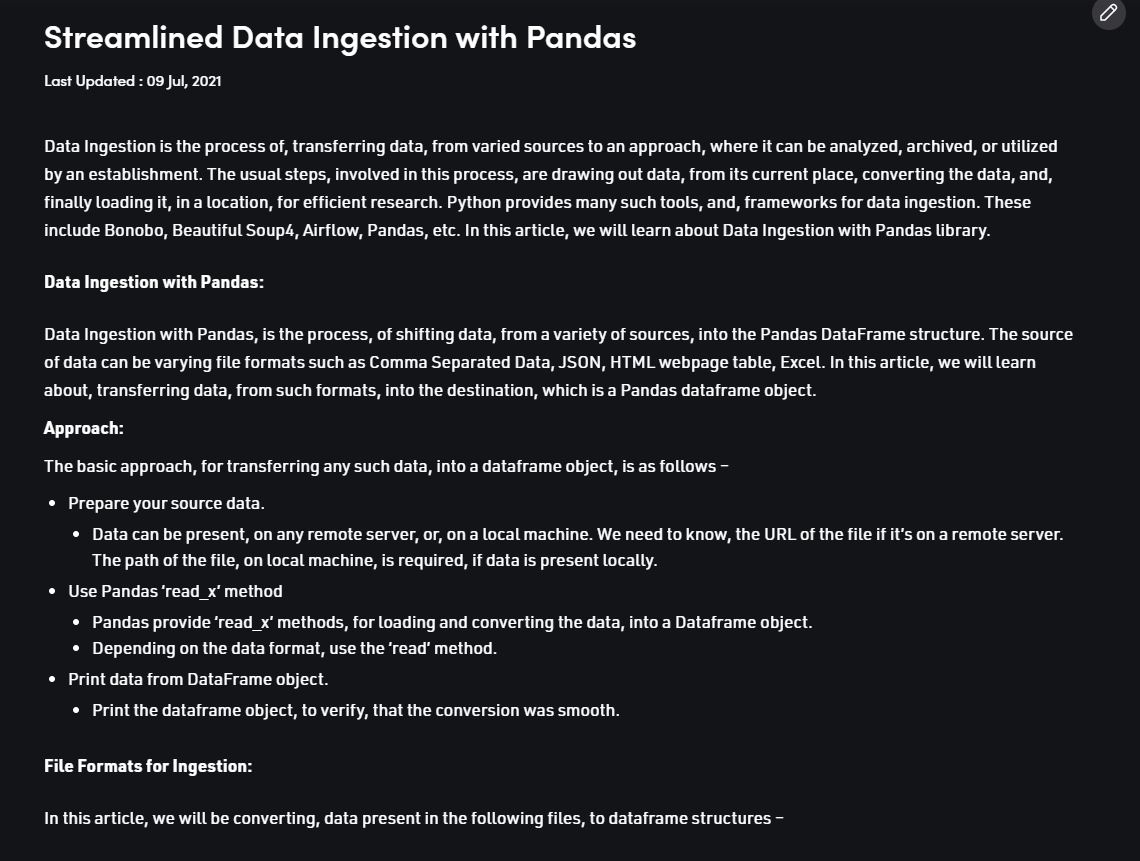 Streamlined Data Ingestion with Pandas
Last Updated : 09 Jul, 2021
Data Ingestion is the process of, transferring data, from varied sources to an approach, where it can be analyzed, archived, or utilized
by an establishment. The usual steps, involved in this process, are drawing out data, from its current place, converting the data, and,
finally loading it, in a location, for efficient research. Python provides many such tools, and, frameworks for data ingestion. These
include Bonobo, Beautiful Soup4, Airflow, Pandas, etc. In this article, we will learn about Data Ingestion with Pandas library.
Data Ingestion with Pandas:
Data Ingestion with Pandas, is the process, of shifting data, from a variety of sources, into the Pandas DataFrame structure. The source
of data can be varying file formats such as Comma Separated Data, JSON, HTML webpage table, Excel. In this article, we will learn
about, transferring data, from such formats, into the destination, which is a Pandas dataframe object.
Approach:
The basic approach, for transferring any such data, into a dataframe object, is as follows –
• Prepare your source data.
• Data can be present, on any remote server, or, on a local machine. We need to know, the URL of the file if it's on a remote server.
The path of the file, on local machine, is required, if data is present locally.
• Use Pandas 'read_x' method
• Pandas provide 'read_x' methods, for loading and converting the data, into a Dataframe object.
• Depending on the data format, use the 'read' method.
• Print data from DataFrame object.
• Print the dataframe object, to verify, that the conversion was smooth.
File Formats for Ingestion:
In this article, we will be converting, data present in the following files, to dataframe structures –